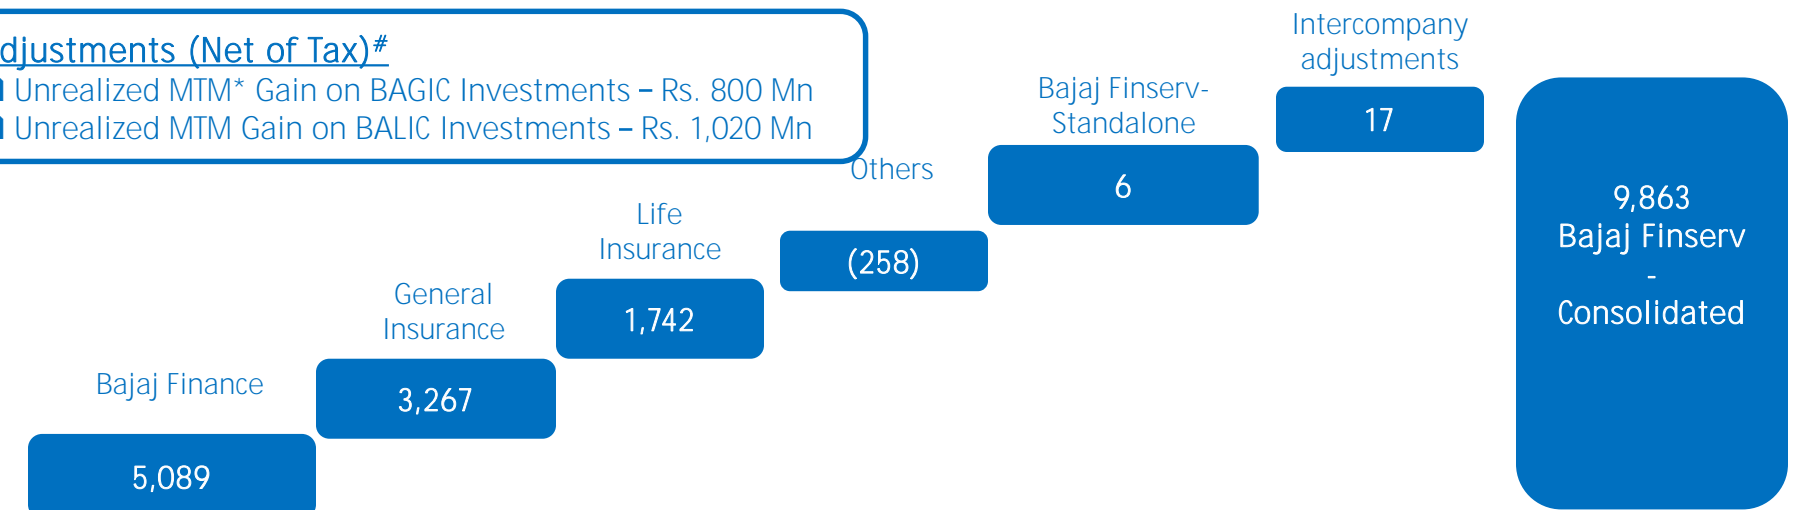 djustments (Net of Tax)#
Unrealized MTM* Gain on BAGIC Investments – Rs. 800 Mn
Unrealized MTM Gain on BALIC Investments – Rs. 1,020 Mn
Intercompany
adjustments
17
Bajaj Finserv-
Standalone
6
Others
(258)
Life
Insurance
1,742
General
Insurance
3,267
Bajaj Finance
5,089
9,863
Bajaj Finserv
-
Consolidated